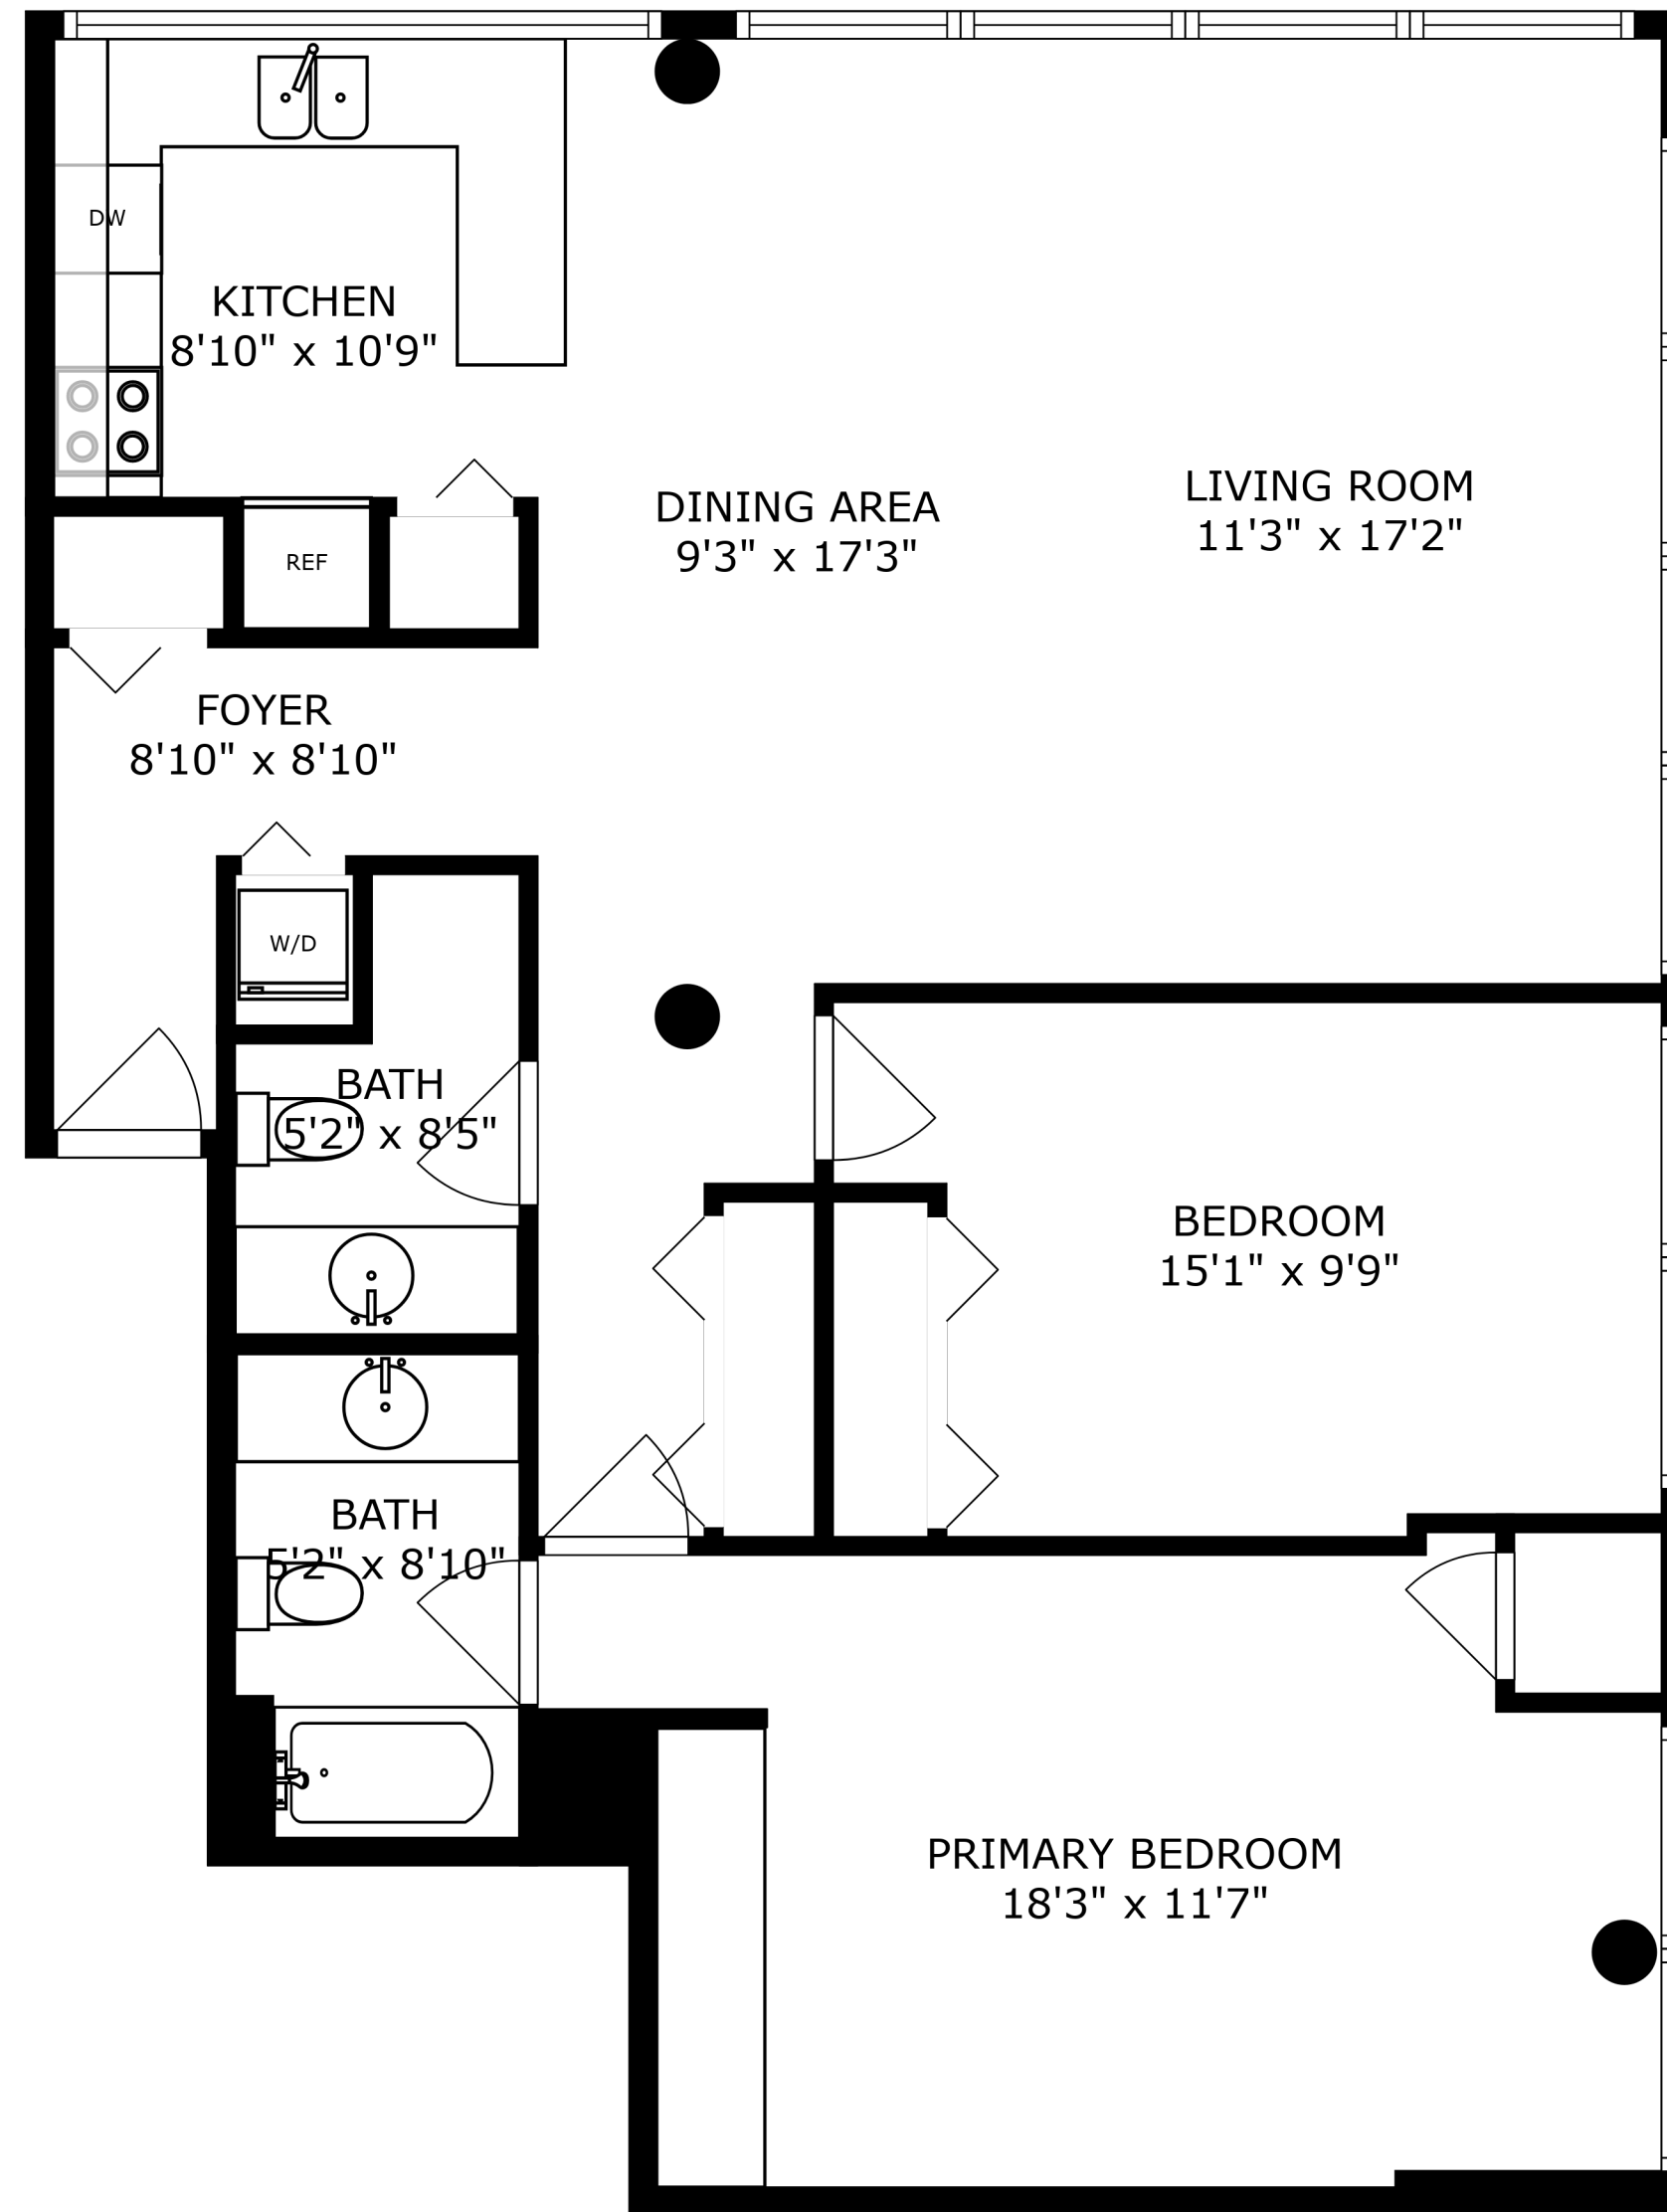 DW
KITCHEN
8'10" x 10'9"
LIVING ROOM
11'3" x 17'2"
DINING AREA
9'3" x 17'3"
REF
FOYER
8'10" x 8'10"
W/D
BATH
5'2" x 8'5"
BEDROOM
15'1" x 9'9"
BATH
5'2" x 8'10"
PRIMARY BEDROOM
18'3" x 11'7"